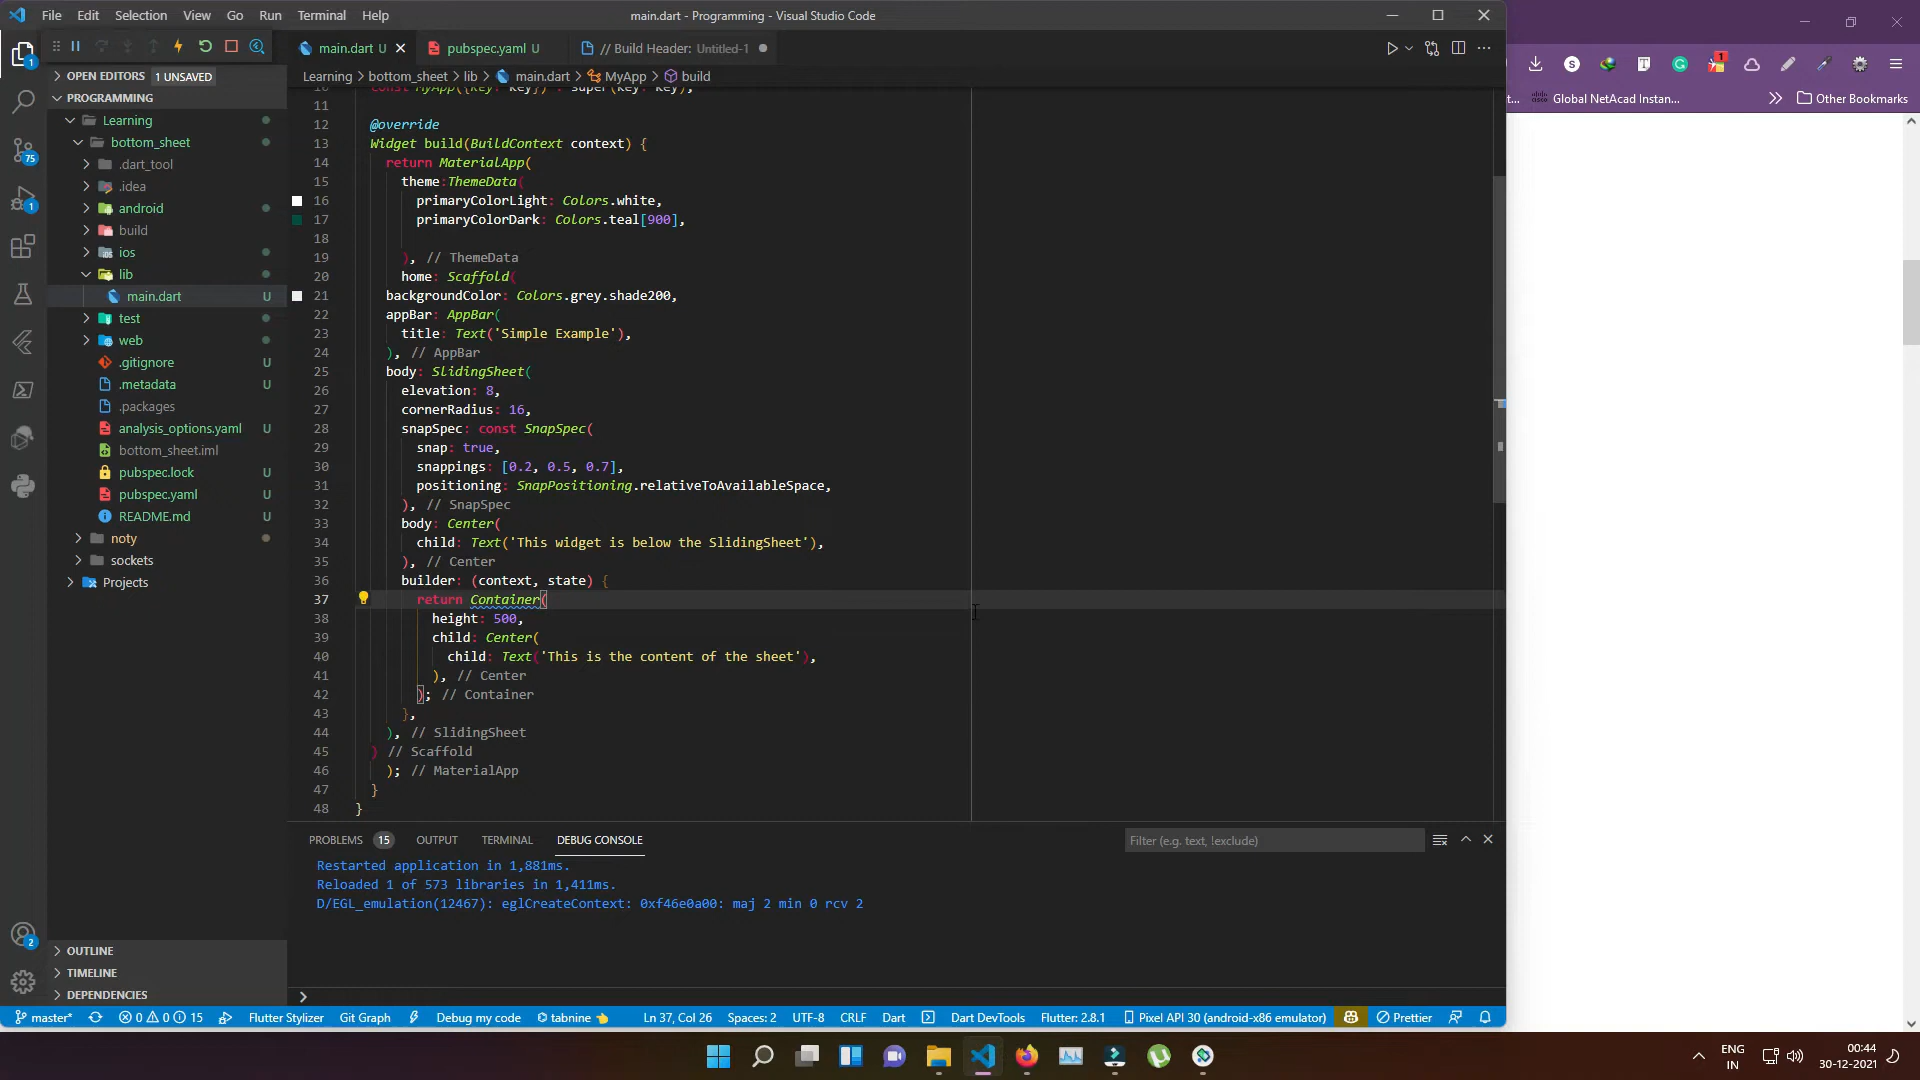 File Edit Selection View Go Run Terminal Help
main.dart - Programming - Visual Studio Code
main.dart U
pubspec.yaml U
// Build Header: Untitled-1
OPEN EDITORS 1 UNSAVED
PROGRAMMING
Learning
bottom_sheet
.dart_tool
.idea
android
build
ios
lib
main.dart U
test
web
.gitignore U
.metadata U
.packages
analysis_options.yaml U
bottom_sheet.iml
pubspec.lock U
pubspec.yaml U
README.md U
noty
sockets
Projects
OUTLINE
TIMELINE
DEPENDENCIES
1
75
1
2
Learning > bottom_sheet > lib > main.dart > MyApp > build
10 const MyApp({Key? key}) : super(key: key);
11
12 @override
13 Widget build(BuildContext context) {
14 return MaterialApp(
15 theme:ThemeData(
16 primaryColorLight: Colors.white,
17 primaryColorDark: Colors.teal[900],
18
19 ), // ThemeData
20 home: Scaffold(
21 backgroundColor: Colors.grey.shade200,
22 appBar: AppBar(
23 title: Text('Simple Example'),
24 ), // AppBar
25 body: SlidingSheet(
26 elevation: 8,
27 cornerRadius: 16,
28 snapSpec: const SnapSpec(
29 snap: true,
30 snappings: [0.2, 0.5, 0.7],
31 positioning: SnapPositioning.relativeToAvailableSpace,
32 ), // SnapSpec
33 body: Center(
34 child: Text('This widget is below the SlidingSheet'),
35 ), // Center
36 builder: (context, state) {
37 return Container(
38 height: 500,
39 child: Center(
40 child: Text('This is the content of the sheet'),
41 ), // Center
42 ); // Container
43 },
44 ), // SlidingSheet
45 ) // Scaffold
46 ); // MaterialApp
47 }
48 }
PROBLEMS 15 OUTPUT TERMINAL DEBUG CONSOLE
Filter (e.g. text, !exclude)
Restarted application in 1,881ms.
Reloaded 1 of 573 libraries in 1,411ms.
D/EGL_emulation(12467): eglCreateContext: 0xf46e0a00: maj 2 min 0 rcv 2
master* 0 0 15 Flutter Stylizer Git Graph Debug my code tabnine Ln 37, Col 26 Spaces: 2 UTF-8 CRLF Dart Dart DevTools Flutter: 2.8.1 Pixel API 30 (android-x86 emulator) Prettier
S
T
G
1
t...
Global NetAcad Instan...
Other Bookmarks
ENG
IN
00:44
30-12-2021